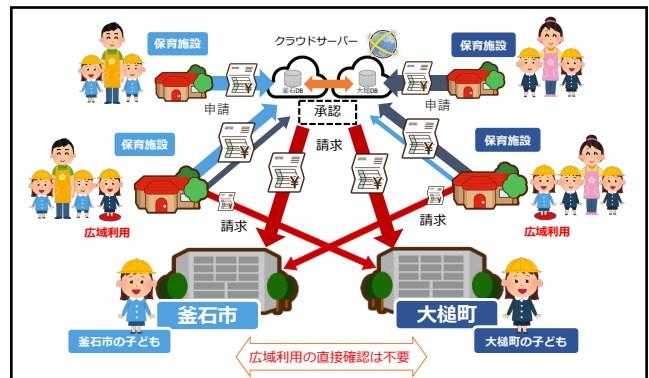 クラウドサーバー
保育施設
保育施設
釜石DB
大槌DB
¥
¥
申請
申請
承認
保育施設
保育施設
請求
¥
¥
¥
¥
¥
¥
広域利用
請求
請求
広域利用
釜石市
大槌町
釜石市の子ども
大槌町の子ども
広域利用の直接確認は不要